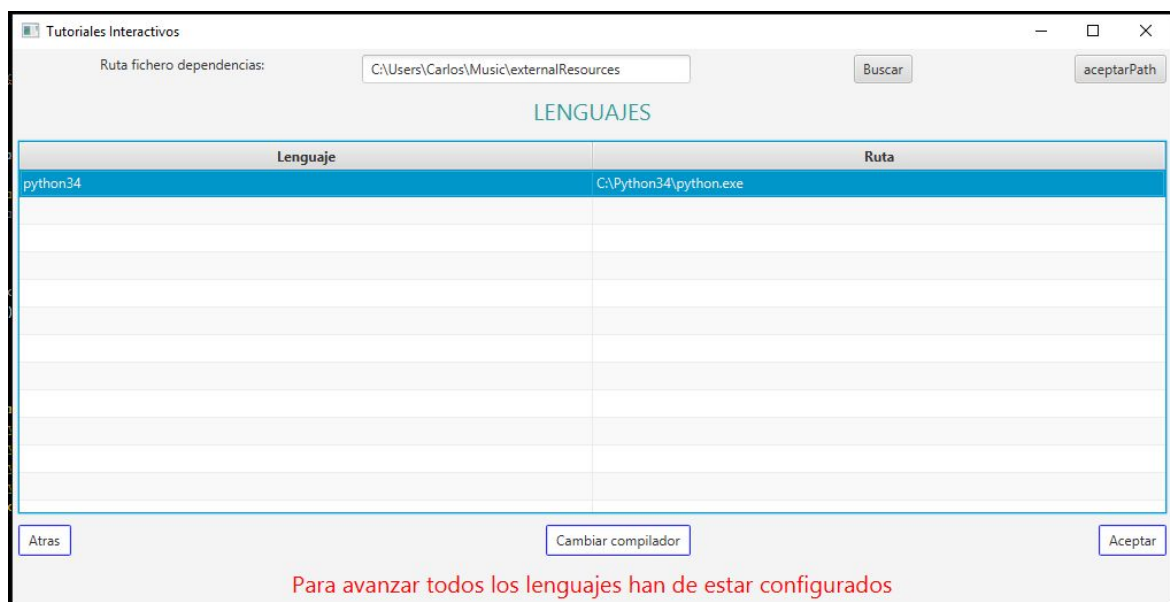 Tutoriales Interactivos
Ruta fichero dependencias: C:\Users\Carlos\Music\externalResources Buscar aceptarPath
LENGUAJES
Lenguaje Ruta
python34 C:\Python34\python.exe
Atras Cambiar compilador Aceptar
Para avanzar todos los lenguajes han de estar configurados